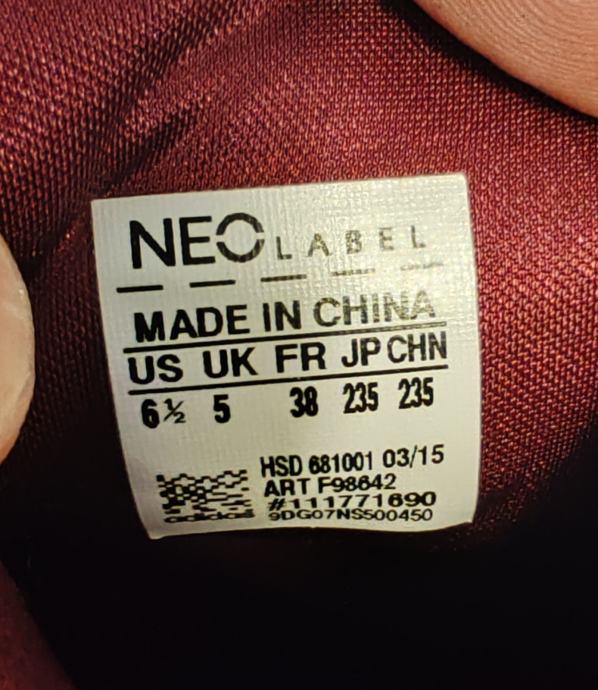 NEO LABEL
MADE IN CHINA
US UK FR JP CHN
6½ 5 38 235 235
HSD 681001 03/15
ART F98642
#111771690
9DG07NS500450